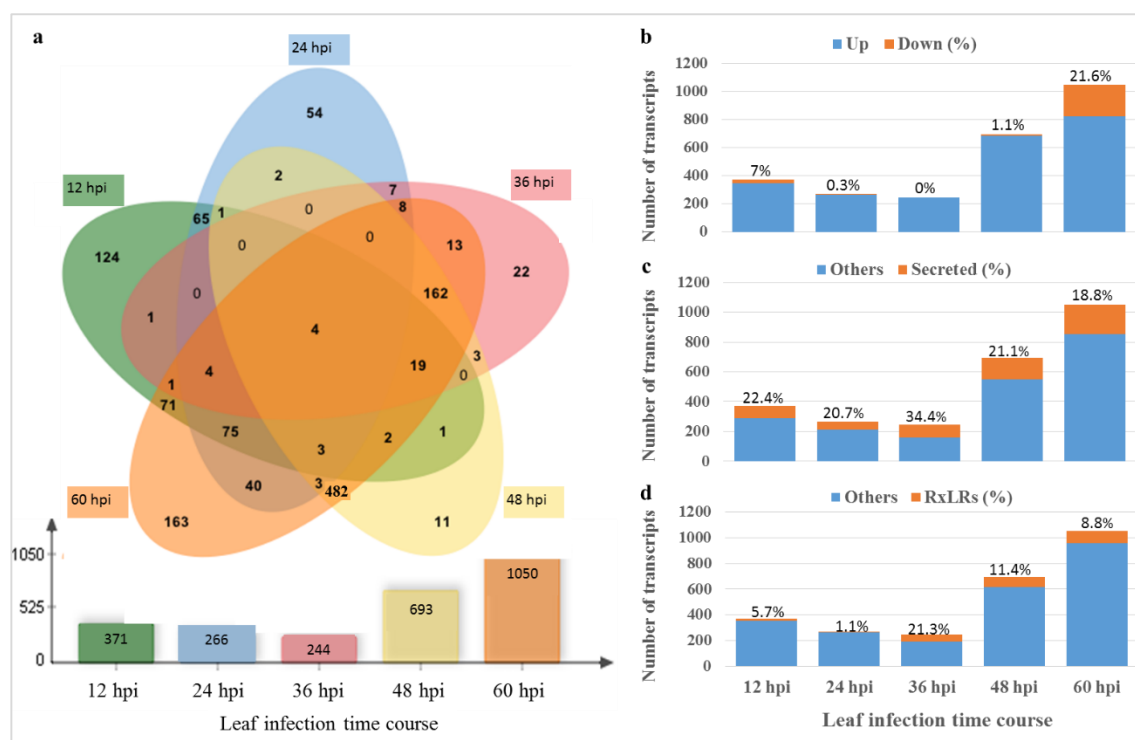 a
24 hpi
54
2
12 hpi
36 hpi
7
65
1
0
8
124
0
0
13
22
162
0
1
4
3
19
0
4
1
71
75
2
1
3
40
3
482
60 hpi
48 hpi
163
11
1050
525
0
371
266
244
693
1050
12 hpi
24 hpi
36 hpi
48 hpi
60 hpi
Leaf infection time course
b
Up
Down (%)
Number of transcripts
1200
1000
800
600
400
200
0
7%
0.3%
0%
1.1%
21.6%
c
Others
Secreted (%)
Number of transcripts
1200
1000
800
600
400
200
0
22.4%
20.7%
34.4%
21.1%
18.8%
d
Others
RxLRs (%)
Number of transcripts
1200
1000
800
600
400
200
0
5.7%
1.1%
21.3%
11.4%
8.8%
12 hpi
24 hpi
36 hpi
48 hpi
60 hpi
Leaf infection time course